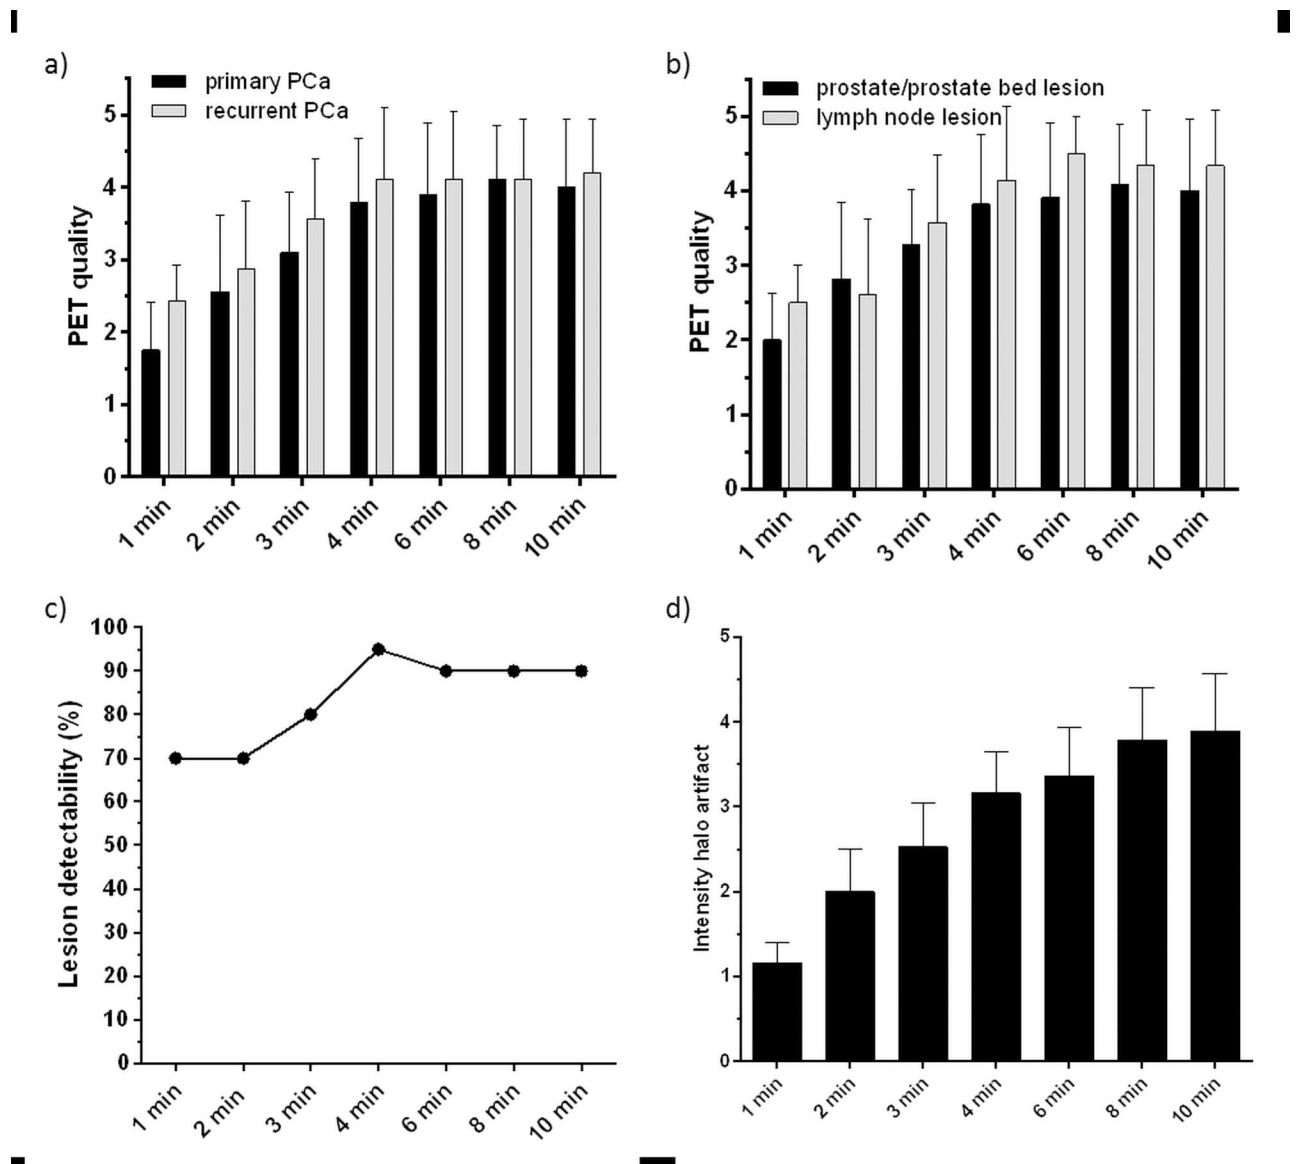 a)
primary PCa
recurrent PCa
PET quality
5
4
3
2
1
0
1 min
2 min
3 min
4 min
6 min
8 min
10 min
b)
prostate/prostate bed lesion
lymph node lesion
PET quality
5
4
3
2
1
0
1 min
2 min
3 min
4 min
6 min
8 min
10 min
c)
Lesion detectability (%)
100
90
80
70
60
50
40
30
20
10
0
1 min
2 min
3 min
4 min
6 min
8 min
10 min
d)
Intensity halo artifact
5
4
3
2
1
0
1 min
2 min
3 min
4 min
6 min
8 min
10 min